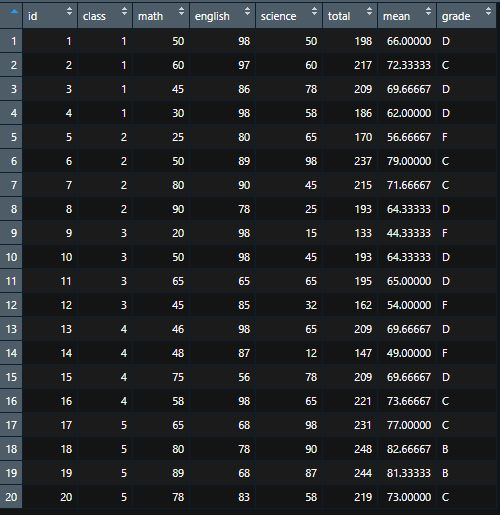 id class math english science total mean grade
1 1 1 50 98 50 198 66.00000 D
2 2 1 60 97 60 217 72.33333 C
3 3 1 45 86 78 209 69.66667 D
4 4 1 30 98 58 186 62.00000 D
5 5 2 25 80 65 170 56.66667 F
6 6 2 50 89 98 237 79.00000 C
7 7 2 80 90 45 215 71.66667 C
8 8 2 90 78 25 193 64.33333 D
9 9 3 20 98 15 133 44.33333 F
10 10 3 50 98 45 193 64.33333 D
11 11 3 65 65 65 195 65.00000 D
12 12 3 45 85 32 162 54.00000 F
13 13 4 46 98 65 209 69.66667 D
14 14 4 48 87 12 147 49.00000 F
15 15 4 75 56 78 209 69.66667 D
16 16 4 58 98 65 221 73.66667 C
17 17 5 65 68 98 231 77.00000 C
18 18 5 80 78 90 248 82.66667 B
19 19 5 89 68 87 244 81.33333 B
20 20 5 78 83 58 219 73.00000 C